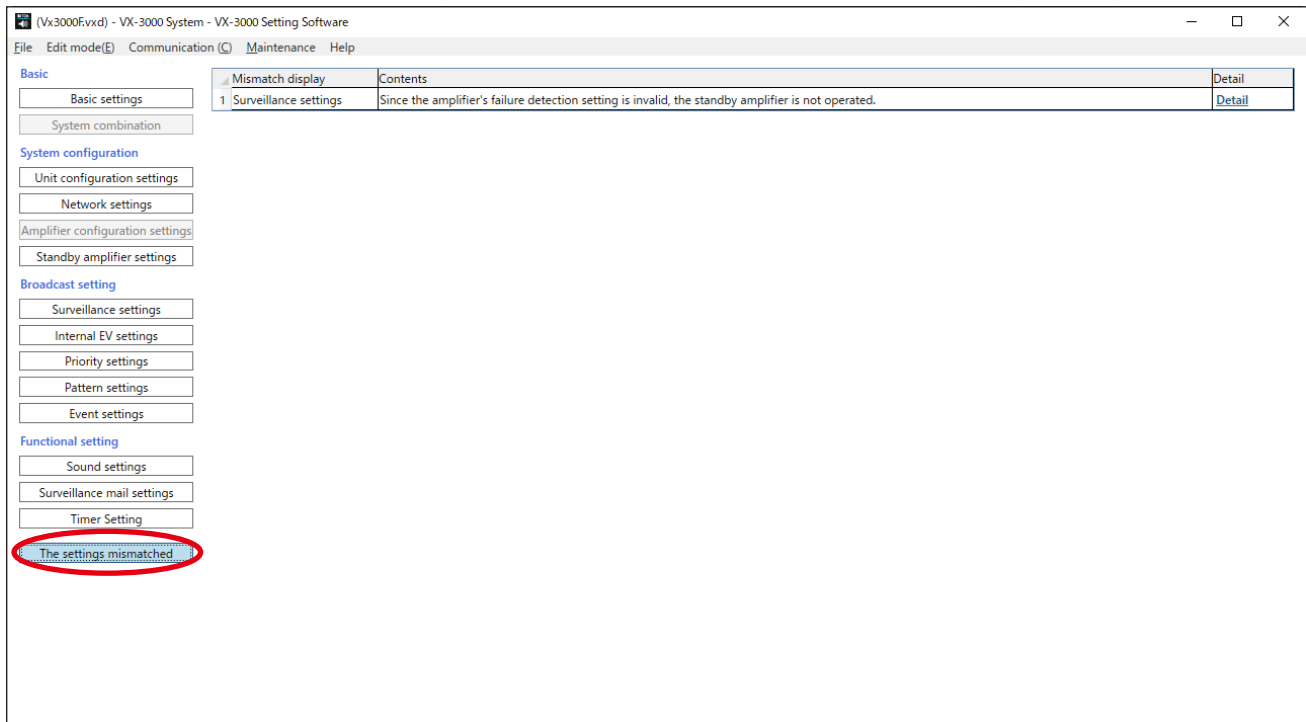 (Vx3000F.vxd) - VX-3000 System - VX-3000 Setting Software
File Edit mode(E) Communication (C) Maintenance Help
Basic
Basic settings
System combination
System configuration
Unit configuration settings
Network settings
Amplifier configuration settings
Standby amplifier settings
Broadcast setting
Surveillance settings
Internal EV settings
Priority settings
Pattern settings
Event settings
Functional setting
Sound settings
Surveillance mail settings
Timer Setting
The settings mismatched
Mismatch display Contents Detail
1 Surveillance settings Since the amplifier's failure detection setting is invalid, the standby amplifier is not operated. Detail